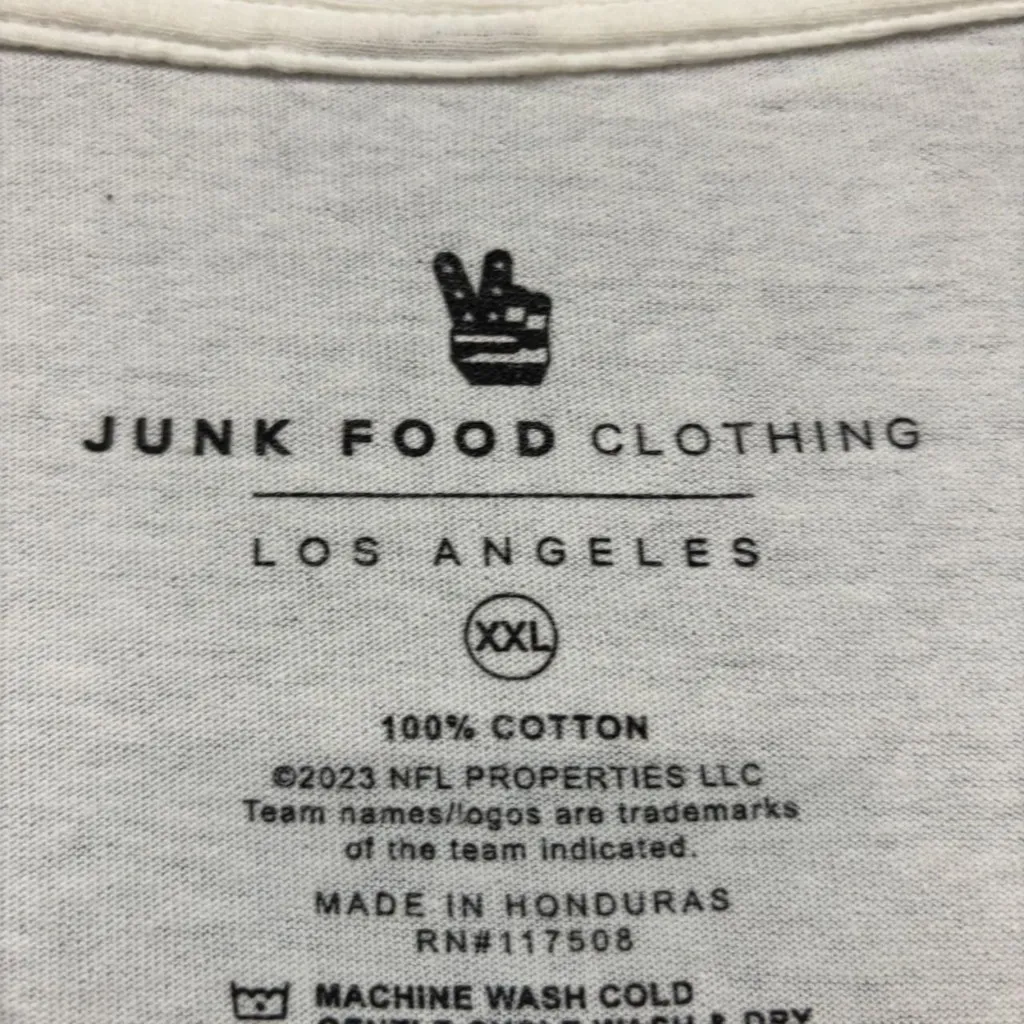 JUNK FOOD CLOTHING
LOS ANGELES
XXL
100% COTTON
©2023 NFL PROPERTIES LLC
Team names/logos are trademarks
of the team indicated.
MADE IN HONDURAS
RN#117508
MACHINE WASH COLD